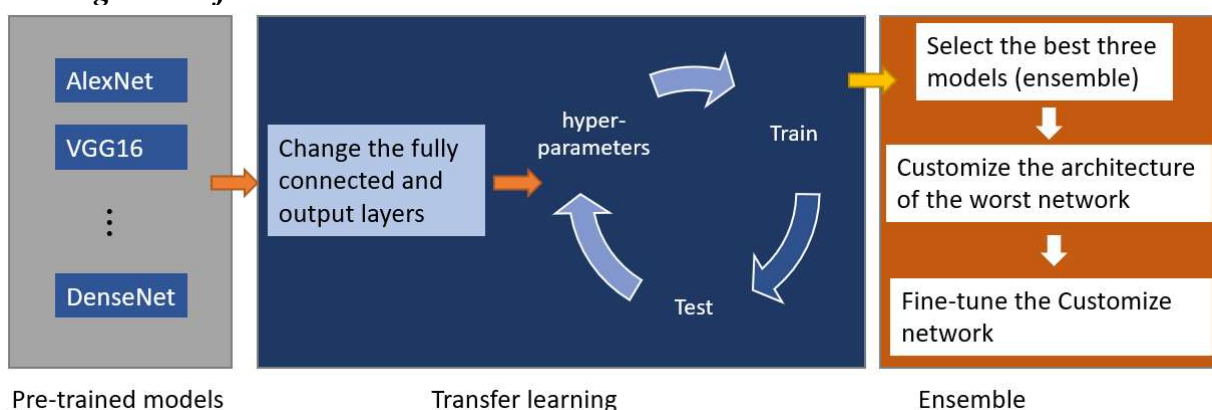 AlexNet
VGG16
DenseNet
Change the fully
connected and
output layers
hyper-
parameters
Train
Test
Select the best three
models (ensemble)
Customize the architecture
of the worst network
Fine-tune the Customize
network
Pre-trained models
Transfer learning
Ensemble